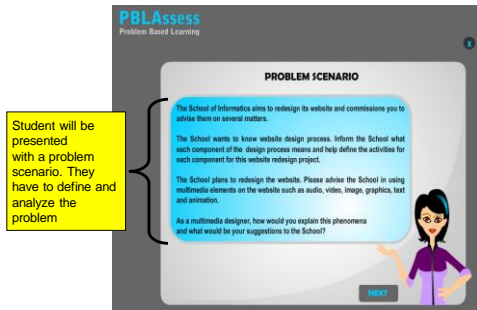 PBLAssess
Problem Based Learning
x
PROBLEM SCENARIO
The School of Informatics aims to redesign its website and commissions you to
advise them on several matters.
The School wants to know website design process. Inform the School what
each component of the design process means and help define the activities for
each component for this website redesign project.
The School plans to redesign the website. Please advise the School in using
multimedia elements on the website such as audio, video, image, graphics, text
and animation.
As a multimedia designer, how would you explain this phenomena
and what would be your suggestions to the School?
NEXT
Student will be
presented
with a problem
scenario. They
have to define and
analyze the
problem